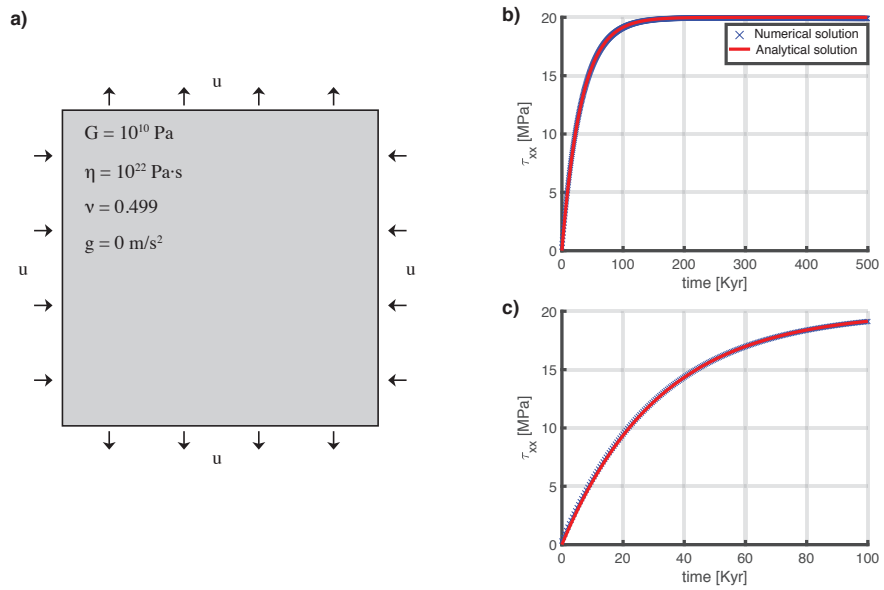 a)
u
G = 10¹⁰ Pa
η = 10²² Pa·s
ν = 0.499
g = 0 m/s²
u
u
u
b)
20
15
10
5
0
τxx [MPa]
Numerical solution
Analytical solution
0 100 200 300 400 500
time [Kyr]
c)
20
15
10
5
0
τxx [MPa]
0 20 40 60 80 100
time [Kyr]